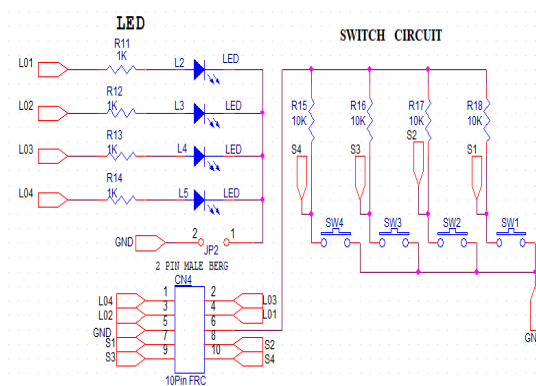 LED
SWITCH CIRCUIT
R11
1K
L01
L2
LED
R12
1K
L02
L3
LED
R13
1K
L03
L4
LED
R14
1K
L04
L5
LED
GND
2
1
JP2
2 PIN MALE BERG
R15
10K
R16
10K
R17
10K
R18
10K
S4
S3
S2
S1
SW4
SW3
SW2
SW1
GN
CN4
L04
1
2
L03
L02
3
4
L01
GND
5
6
S1
7
8
S2
S3
9
10
S4
10Pin FRC